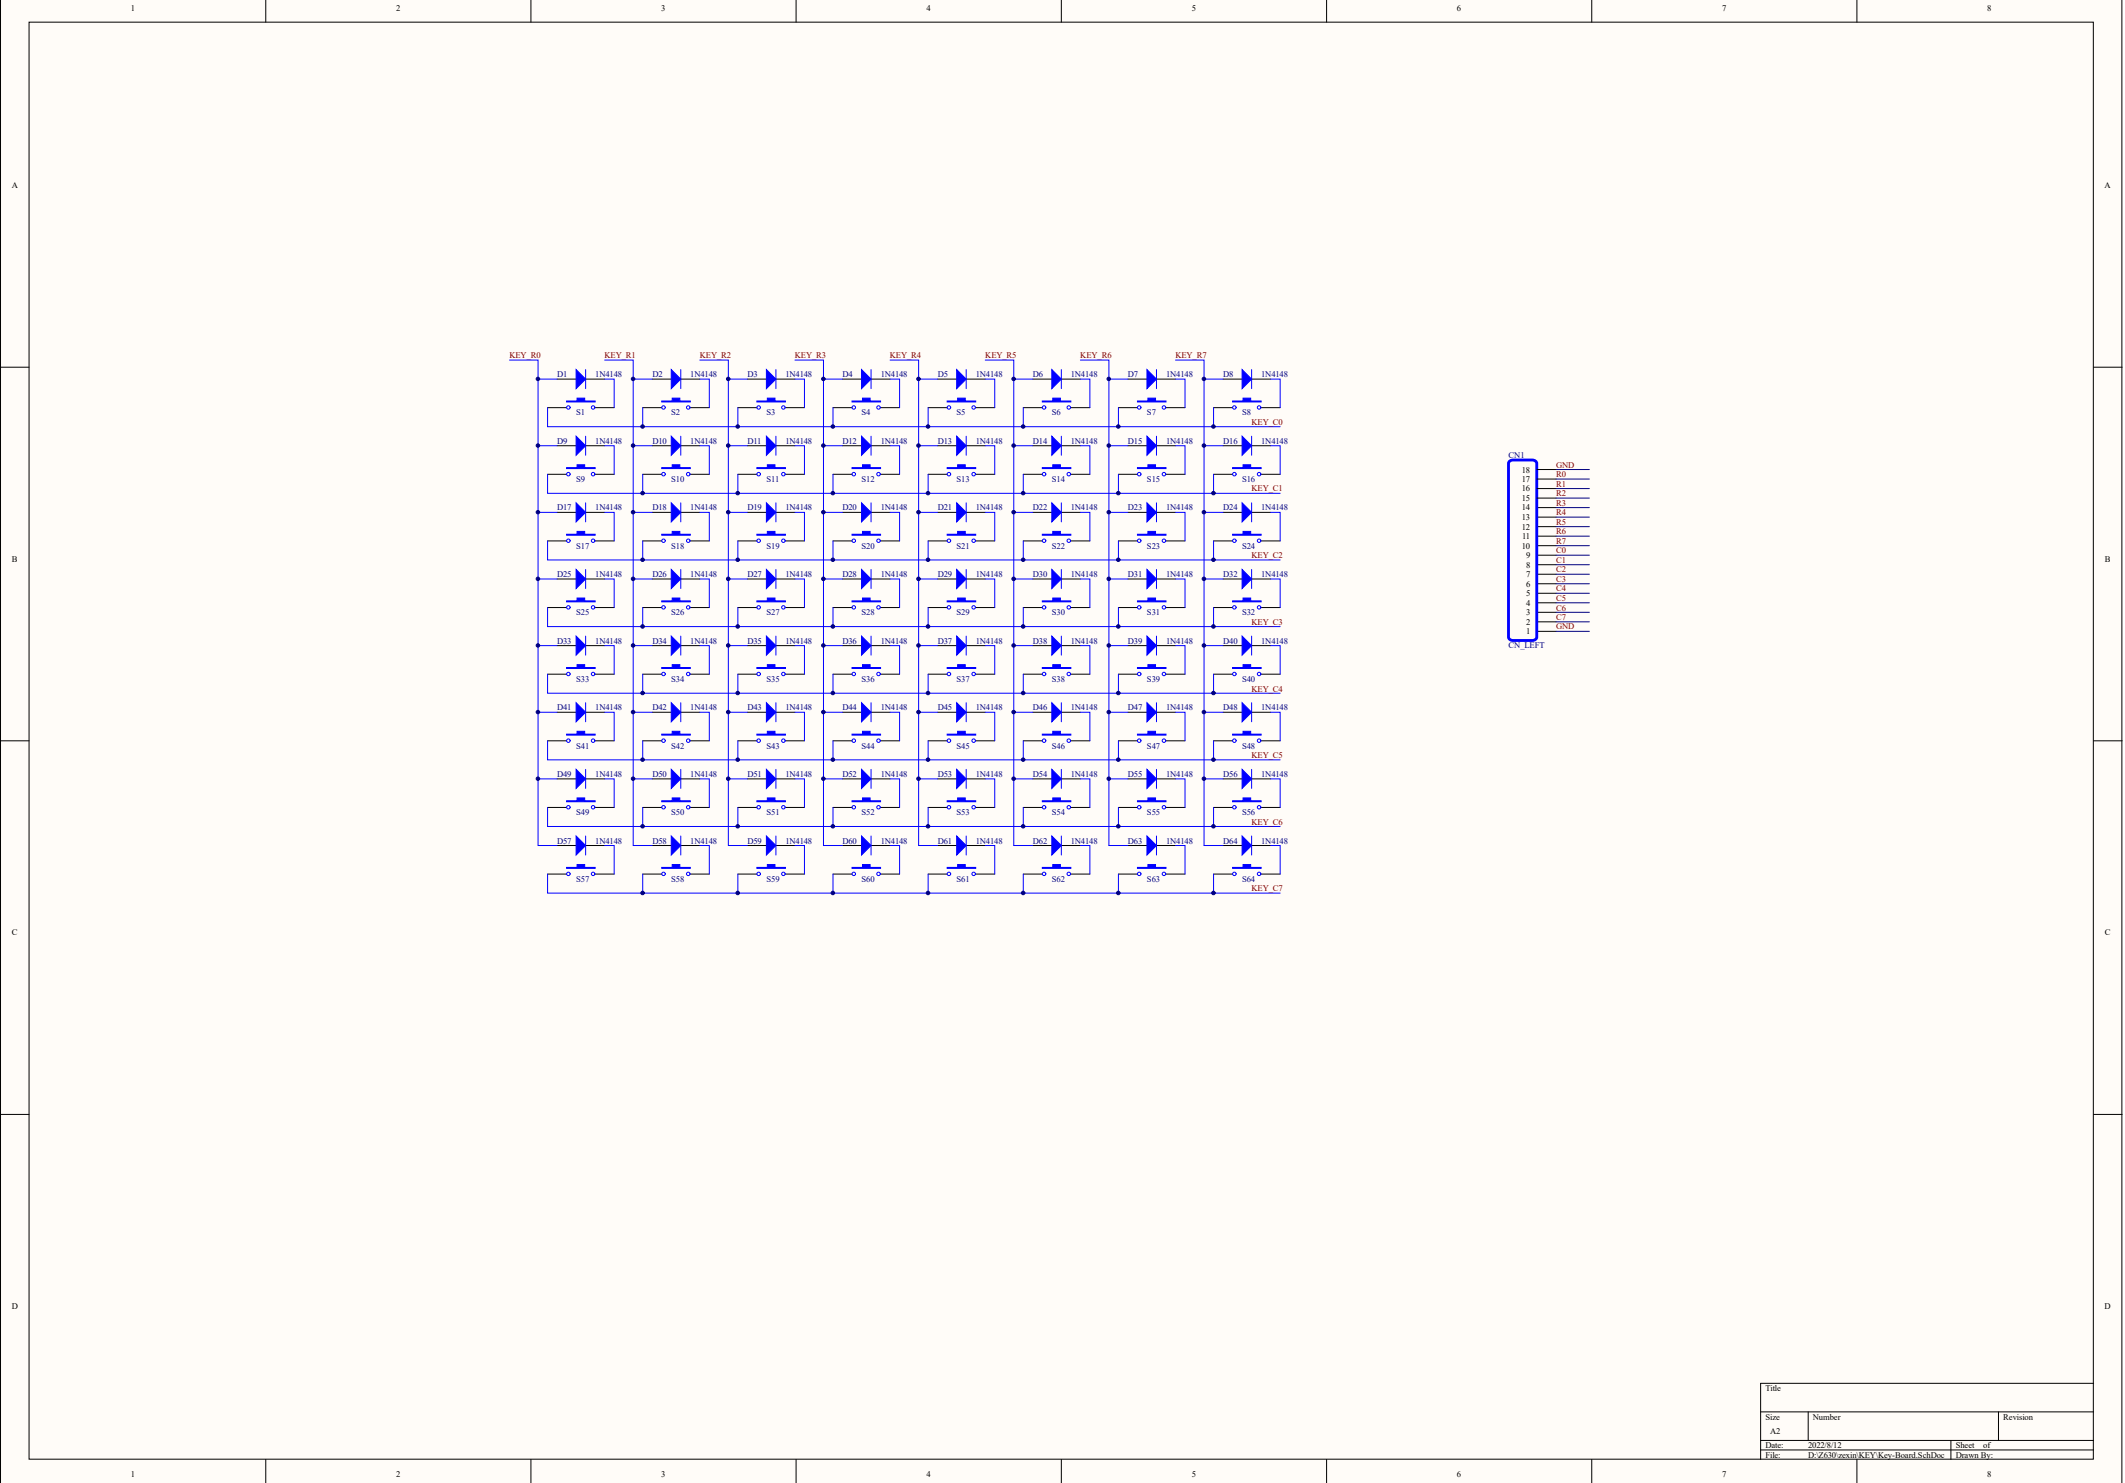 1 2 3 4 5 6 7 8
A A
KEY_R0 KEY_R1 KEY_R2 KEY_R3 KEY_R4 KEY_R5 KEY_R6 KEY_R7
D1 1N4148 D2 1N4148 D3 1N4148 D4 1N4148 D5 1N4148 D6 1N4148 D7 1N4148 D8 1N4148
S1 S2 S3 S4 S5 S6 S7 S8
KEY_C0
D9 1N4148 D10 1N4148 D11 1N4148 D12 1N4148 D13 1N4148 D14 1N4148 D15 1N4148 D16 1N4148
S9 S10 S11 S12 S13 S14 S15 S16
KEY_C1
D17 1N4148 D18 1N4148 D19 1N4148 D20 1N4148 D21 1N4148 D22 1N4148 D23 1N4148 D24 1N4148
S17 S18 S19 S20 S21 S22 S23 S24
KEY_C2
D25 1N4148 D26 1N4148 D27 1N4148 D28 1N4148 D29 1N4148 D30 1N4148 D31 1N4148 D32 1N4148
S25 S26 S27 S28 S29 S30 S31 S32
KEY_C3
D33 1N4148 D34 1N4148 D35 1N4148 D36 1N4148 D37 1N4148 D38 1N4148 D39 1N4148 D40 1N4148
S33 S34 S35 S36 S37 S38 S39 S40
KEY_C4
D41 1N4148 D42 1N4148 D43 1N4148 D44 1N4148 D45 1N4148 D46 1N4148 D47 1N4148 D48 1N4148
S41 S42 S43 S44 S45 S46 S47 S48
KEY_C5
D49 1N4148 D50 1N4148 D51 1N4148 D52 1N4148 D53 1N4148 D54 1N4148 D55 1N4148 D56 1N4148
S49 S50 S51 S52 S53 S54 S55 S56
KEY_C6
D57 1N4148 D58 1N4148 D59 1N4148 D60 1N4148 D61 1N4148 D62 1N4148 D63 1N4148 D64 1N4148
S57 S58 S59 S60 S61 S62 S63 S64
KEY_C7
CN1
18 GND
17 R0
16 R1
15 R2
14 R3
13 R4
12 R5
11 R6
10 R7
9 C0
8 C1
7 C2
6 C3
5 C4
4 C5
3 C6
2 C7
1 GND
CN_LEFT
B B
C C
D D
Title
Size Number Revision
A2
Date: 2022/8/12 Sheet of
File: D:\Z630\zexin\KEY\Key-Board.SchDoc Drawn By:
1 2 3 4 5 6 7 8